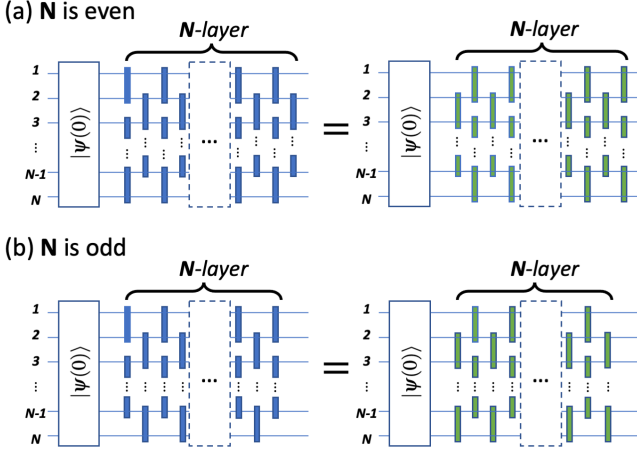 (a) N is even
N-layer
N-layer
1
2
3
⋮
N-1
N
|ψ(0)⟩
...
=
1
2
3
⋮
N-1
N
|ψ(0)⟩
...
(b) N is odd
N-layer
N-layer
1
2
3
⋮
N-1
N
|ψ(0)⟩
...
=
1
2
3
⋮
N-1
N
|ψ(0)⟩
...